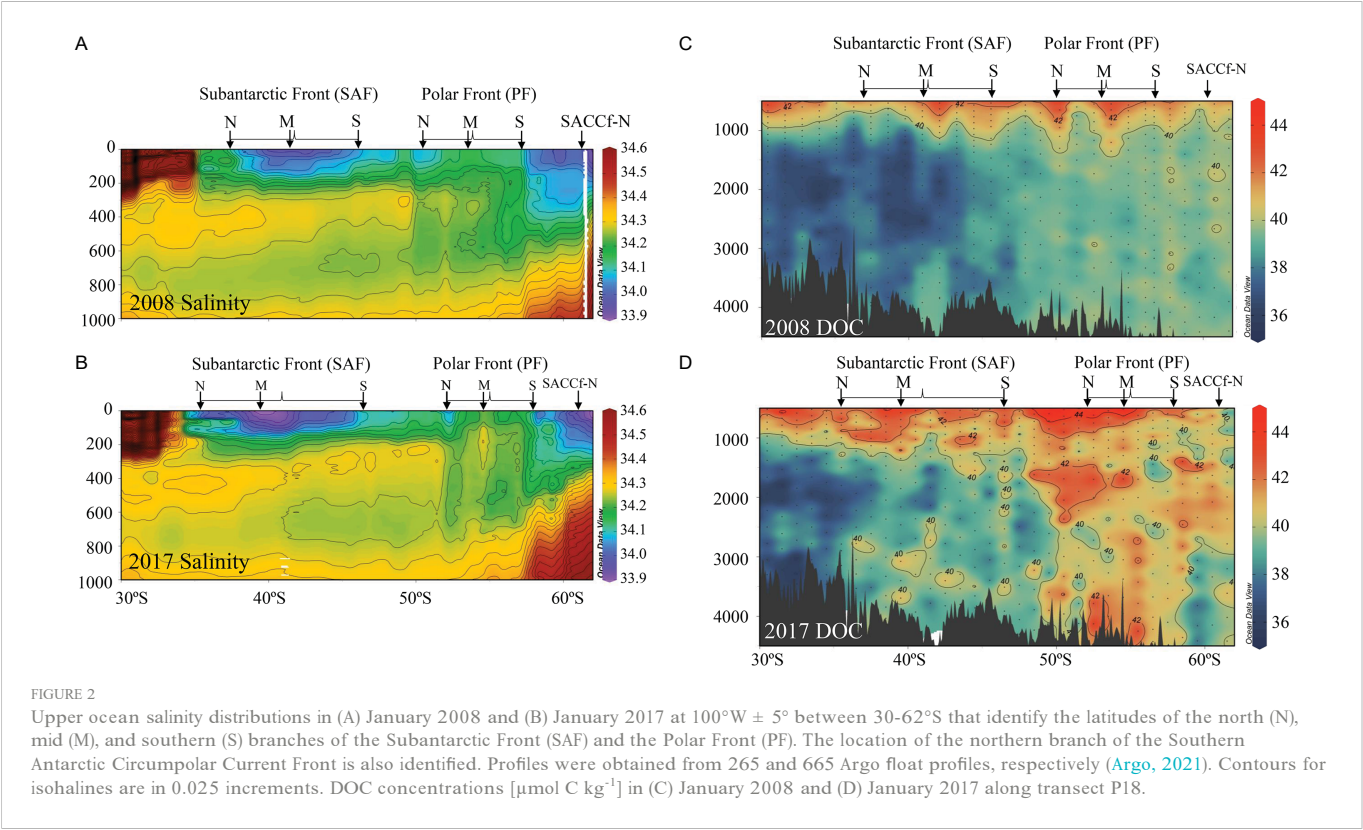 A
Subantarctic Front (SAF) Polar Front (PF)
N M S N M S SACCf-N
0
200
400
600
800
1000
2008 Salinity
34.6
34.5
34.4
34.3
34.2
34.1
34.0
33.9
Ocean Data View
B
Subantarctic Front (SAF) Polar Front (PF)
N M S N M S SACCf-N
0
200
400
600
800
1000
2017 Salinity
30ºS 40ºS 50ºS 60ºS
34.6
34.5
34.4
34.3
34.2
34.1
34.0
33.9
Ocean Data View
C
Subantarctic Front (SAF) Polar Front (PF)
N M S N M S SACCf-N
1000
2000
3000
4000
42 40 42 42 42 40 40
2008 DOC
44
42
40
38
36
Ocean Data View
D
Subantarctic Front (SAF) Polar Front (PF)
N M S N M S SACCf-N
1000
2000
3000
4000
2017 DOC
30ºS 40ºS 50ºS 60ºS
44
42
40
38
36
Ocean Data View
FIGURE 2
Upper ocean salinity distributions in (A) January 2008 and (B) January 2017 at 100°W ± 5° between 30-62°S that identify the latitudes of the north (N),
mid (M), and southern (S) branches of the Subantarctic Front (SAF) and the Polar Front (PF). The location of the northern branch of the Southern
Antarctic Circumpolar Current Front is also identified. Profiles were obtained from 265 and 665 Argo float profiles, respectively (Argo, 2021). Contours for
isohalines are in 0.025 increments. DOC concentrations [µmol C kg⁻¹] in (C) January 2008 and (D) January 2017 along transect P18.